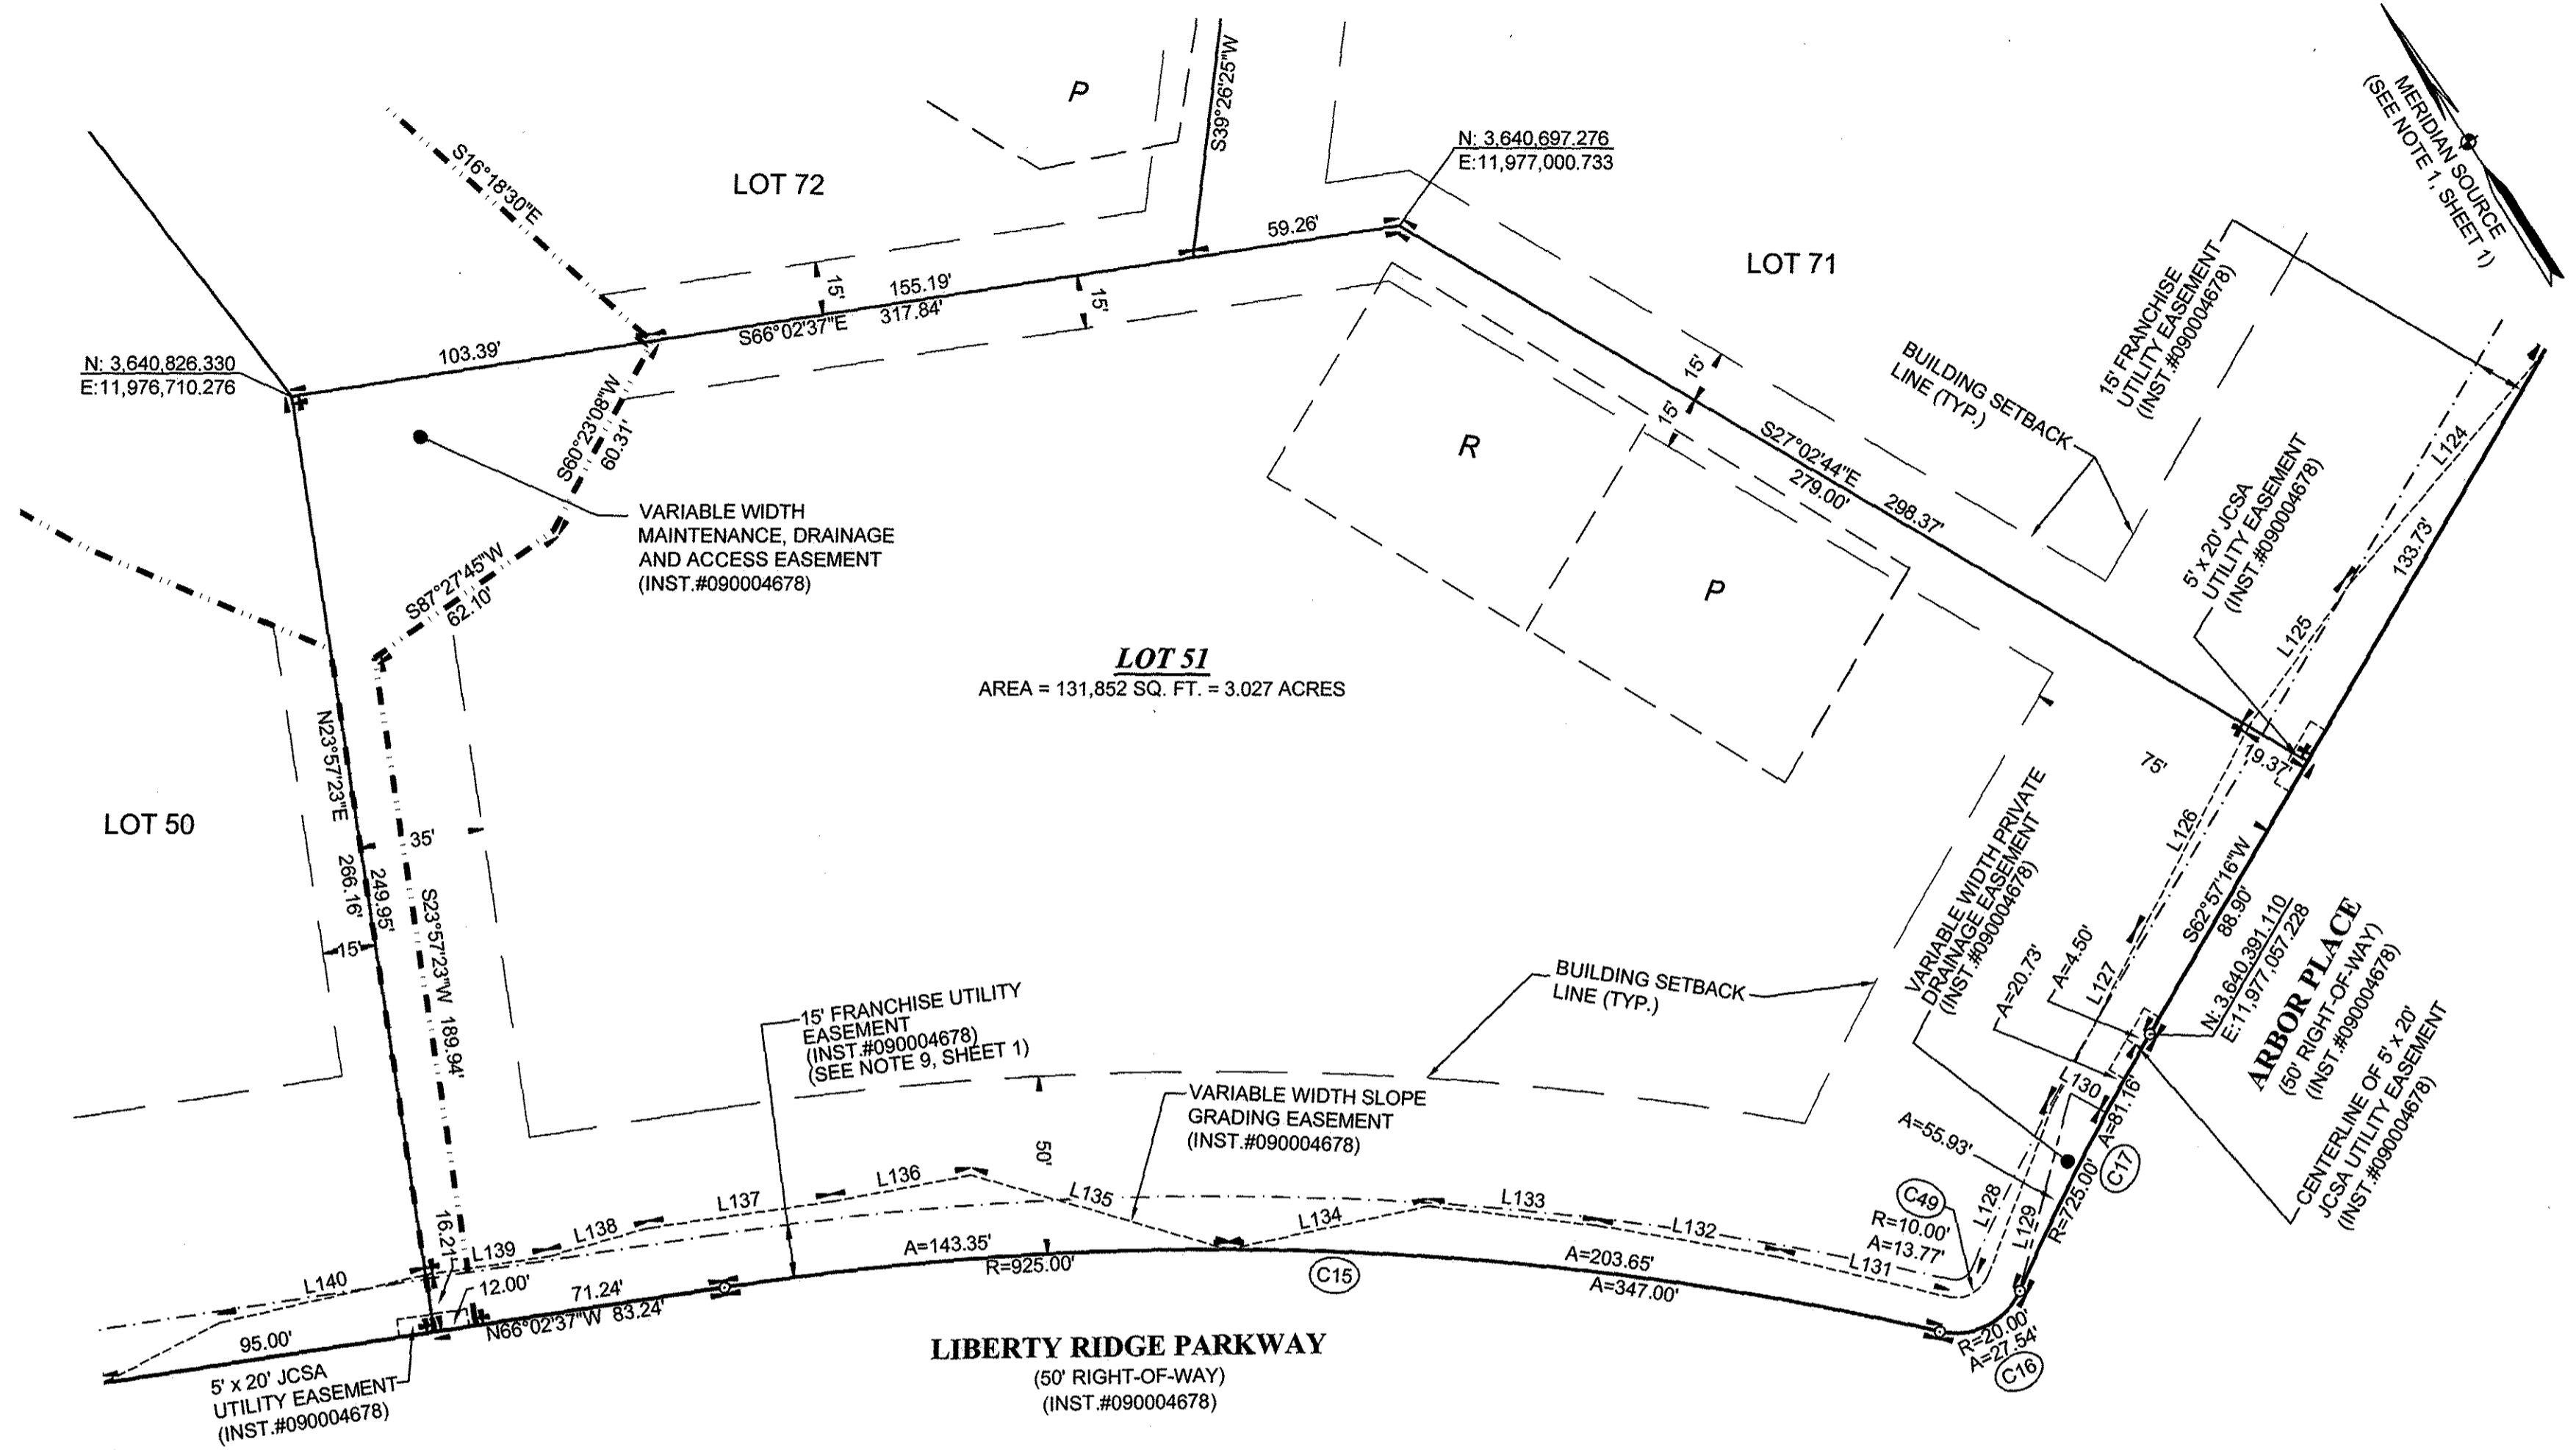 P
S39°26'25"W
MERIDIAN SOURCE
(SEE NOTE 1, SHEET 1)
S16°18'30"E
LOT 72
N: 3,640,697.276
E:11,977,000.733
59.26'
LOT 71
15'
155.19'
S66°02'37"E 317.84'
15'
103.39'
N: 3,640,826.330
E:11,976,710.276
15' FRANCHISE
UTILITY EASEMENT
(INST.#090004678)
BUILDING SETBACK
LINE (TYP.)
15'
15'
S27°02'44"E 298.37'
279.00'
L124
133.73'
5' x 20' JCSA
UTILITY EASEMENT
(INST.#090004678)
L125
R
P
S60°23'08"W
60.31'
VARIABLE WIDTH
MAINTENANCE, DRAINAGE
AND ACCESS EASEMENT
(INST.#090004678)
S87°27'45"W
62.10'
LOT 51
AREA = 131,852 SQ. FT. = 3.027 ACRES
N23°57'23"E 266.16'
249.95'
LOT 50
35'
15'
S23°57'23"W 189.94'
75'
19.37'
L126
S62°57'16"W
88.90'
VARIABLE WIDTH PRIVATE
DRAINAGE EASEMENT
(INST.#090004678)
A=20.73'
A=4.50'
L127
N: 3,640,391.110
E:11,977,057.228
ARBOR PLACE
(50' RIGHT-OF-WAY)
(INST.#090004678)
CENTERLINE OF 5' x 20'
JCSA UTILITY EASEMENT
(INST.#090004678)
BUILDING SETBACK
LINE (TYP.)
15' FRANCHISE UTILITY
EASEMENT
(INST.#090004678)
(SEE NOTE 9, SHEET 1)
VARIABLE WIDTH SLOPE
GRADING EASEMENT
(INST.#090004678)
50'
L130
A=81.16'
C17
R=725.00'
A=55.93'
C49
R=10.00'
A=13.77'
L128
L129
L140
16.21'
L139
L138
L137
L136
L135
L134
L133
L132
L131
12.00'
71.24'
N66°02'37"W 83.24'
95.00'
A=143.35'
R=925.00'
C15
A=203.65'
A=347.00'
R=20.00'
A=27.54'
C16
5' x 20' JCSA
UTILITY EASEMENT
(INST.#090004678)
LIBERTY RIDGE PARKWAY
(50' RIGHT-OF-WAY)
(INST.#090004678)